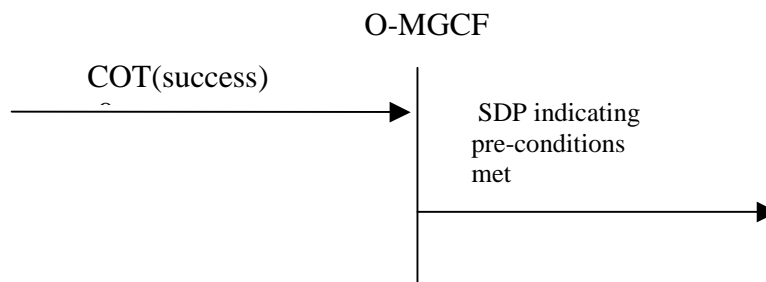 O-MGCF
COT(success)
SDP indicating
pre-conditions
met